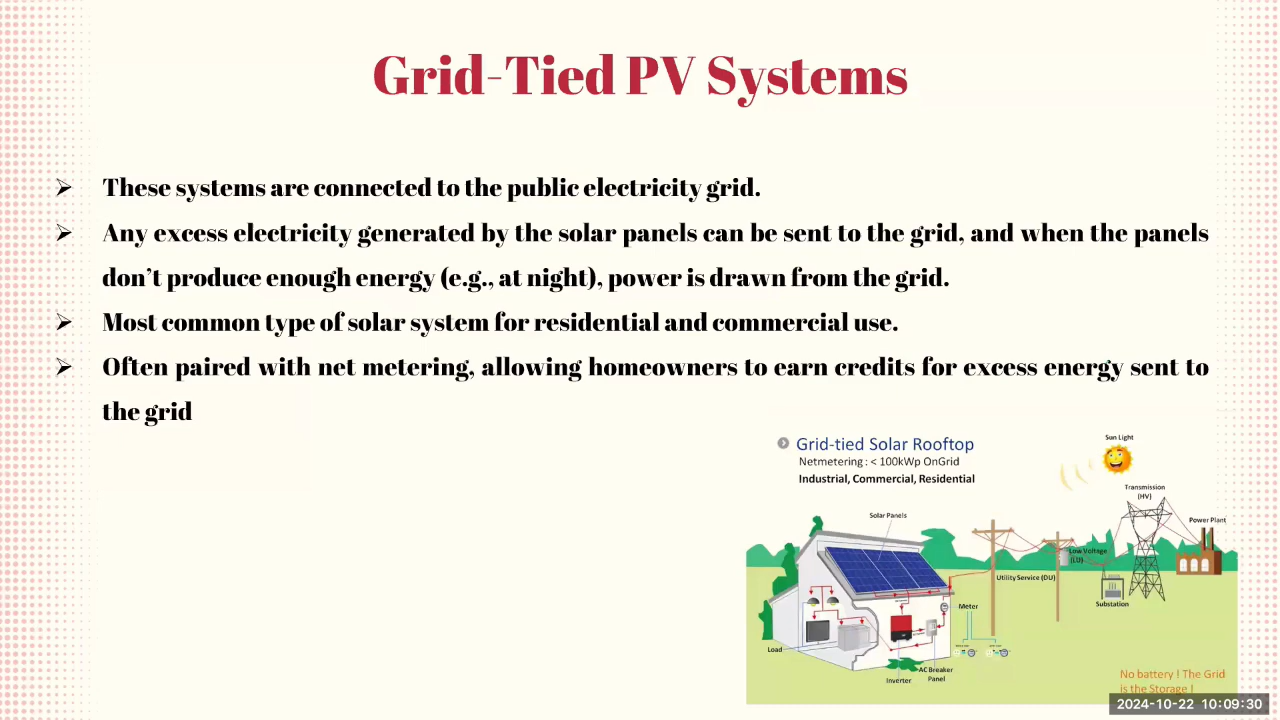 Grid-Tied PV Systems
➢ These systems are connected to the public electricity grid.
➢ Any excess electricity generated by the solar panels can be sent to the grid, and when the panels
don’t produce enough energy (e.g., at night), power is drawn from the grid.
➢ Most common type of solar system for residential and commercial use.
➢ Often paired with net metering, allowing homeowners to earn credits for excess energy sent to
the grid
Grid-tied Solar Rooftop
Netmetering : < 100kWp OnGrid
Industrial, Commercial, Residential
Sun Light
Transmission
(HV)
Solar Panels
Power Plant
Low Voltage
(LU)
Utility Service (DU)
Substation
Meter
Load
AC Breaker
Panel
Inverter
No battery ! The Grid
is the Storage !
2024-10-22 10:09:30